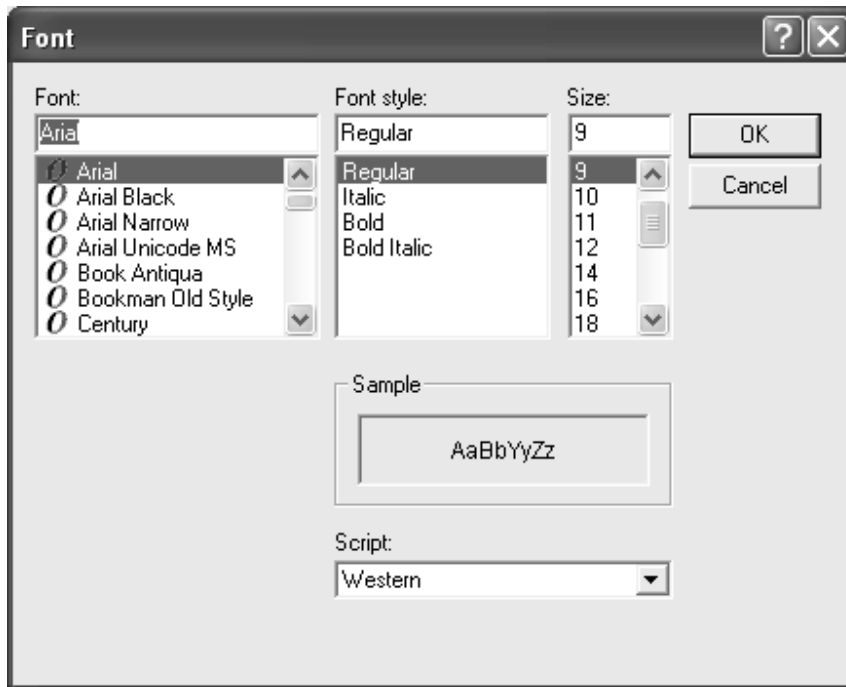 Font
Font:
Font style:
Size:
Arial
Regular
9
OK
Cancel
Arial
Arial Black
Arial Narrow
Arial Unicode MS
Book Antiqua
Bookman Old Style
Century
Regular
Italic
Bold
Bold Italic
9
10
11
12
14
16
18
Sample
AaBbYyZz
Script:
Western